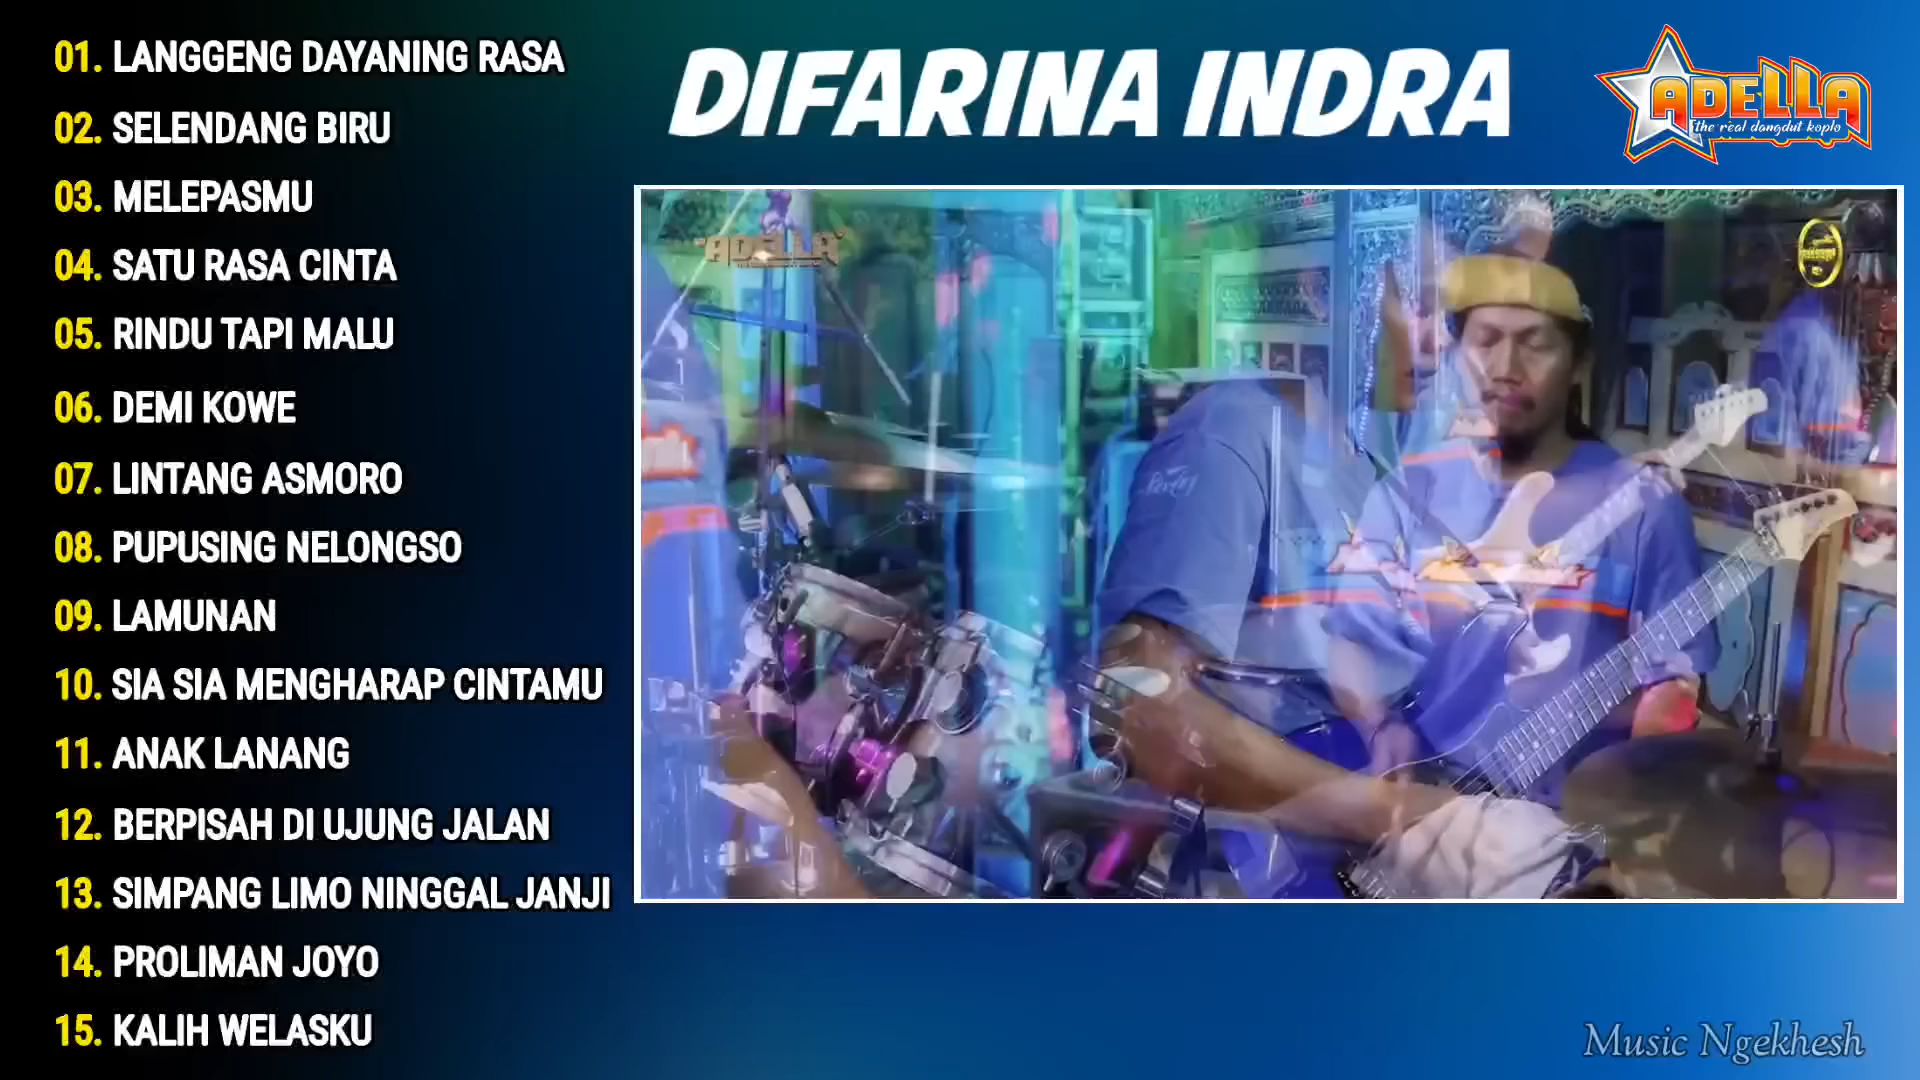 01. LANGGENG DAYANING RASA
02. SELENDANG BIRU
03. MELEPASMU
04. SATU RASA CINTA
05. RINDU TAPI MALU
06. DEMI KOWE
07. LINTANG ASMORO
08. PUPUSING NELONGSO
09. LAMUNAN
10. SIA SIA MENGHARAP CINTAMU
11. ANAK LANANG
12. BERPISAH DI UJUNG JALAN
13. SIMPANG LIMO NINGGAL JANJI
14. PROLIMAN JOYO
15. KALIH WELASKU
DIFARINA INDRA
ADELLA
the real dangdut koplo
ADELLA
Music Ngekhesh